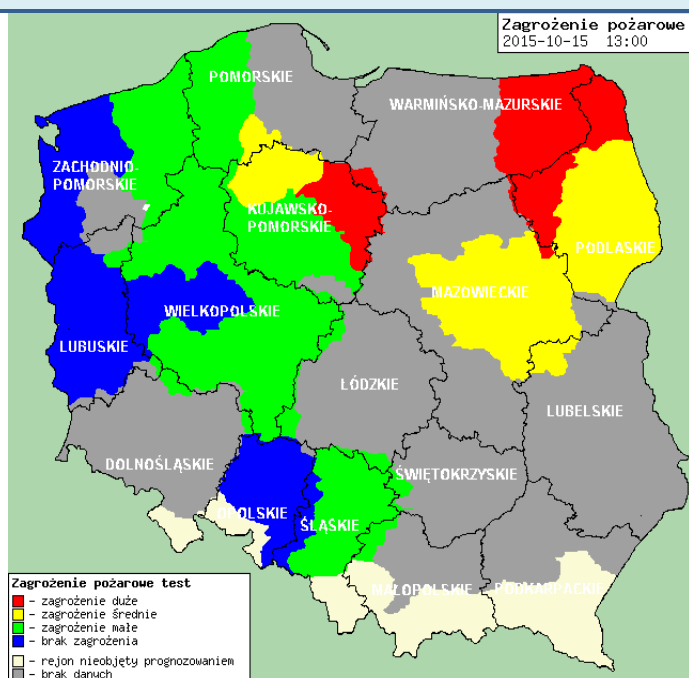 Zagrożenie pożarowe
2015-10-15 13:00
POMORSKIE
WARMIŃSKO-MAZURSKIE
ZACHODNIO-
POMORSKIE
KUJAWSKO-
POMORSKIE
PODLASKIE
MAZOWIECKIE
WIELKOPOLSKIE
LUBUSKIE
ŁÓDZKIE
LUBELSKIE
DOLNOŚLĄSKIE
ŚWIĘTOKRZYSKIE
OPOLSKIE
ŚLĄSKIE
MAŁOPOLSKIE
PODKARPACKIE
Zagrożenie pożarowe test
- zagrożenie duże
- zagrożenie średnie
- zagrożenie małe
- brak zagrożenia
- rejon nieobjęty prognozowaniem
- brak danych